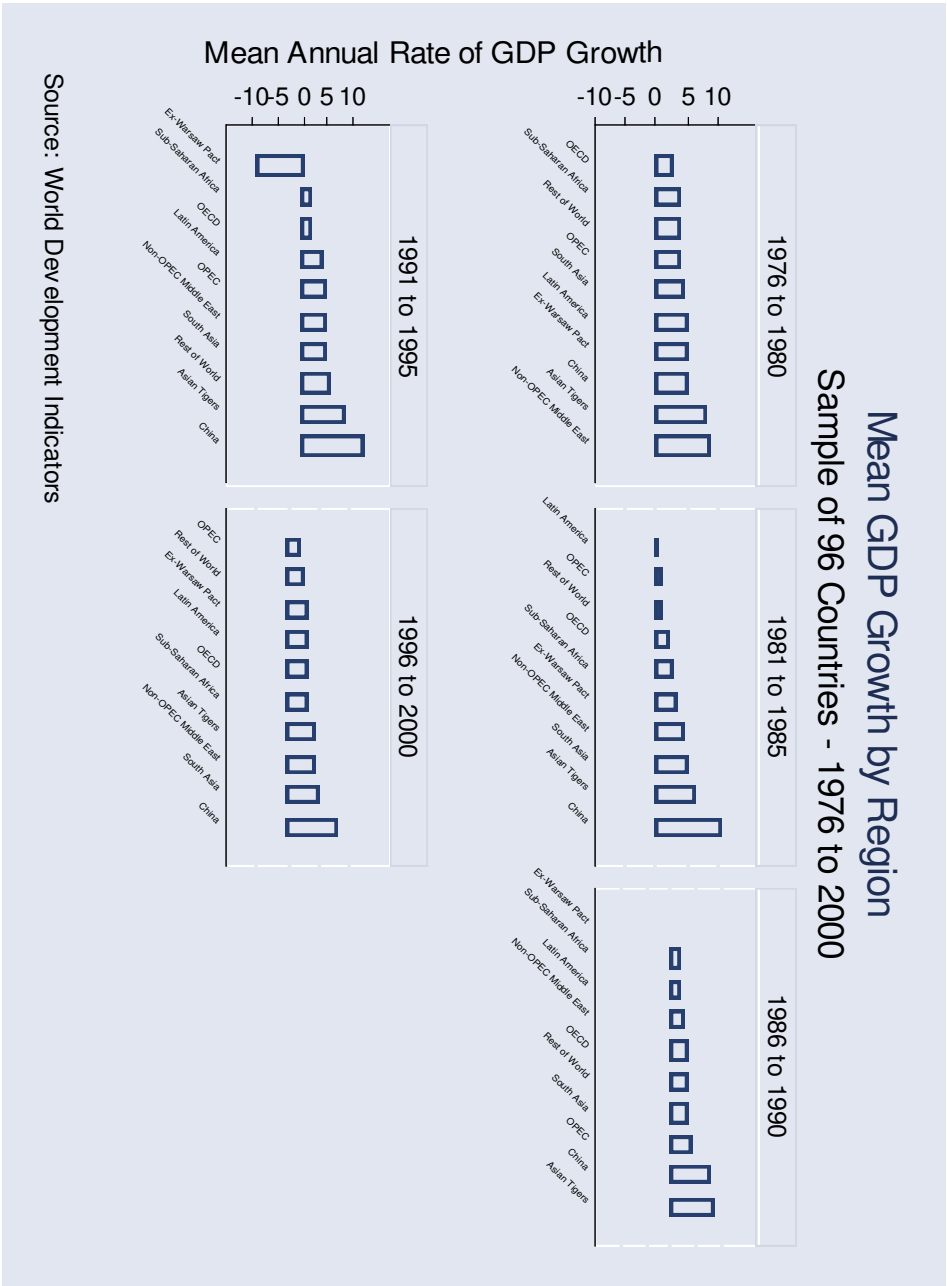 Mean GDP Growth by Region
Sample of 96 Countries - 1976 to 2000
Mean Annual Rate of GDP Growth
1976 to 1980
-10 -5 0 5 10
OECD
Sub-Saharan Africa
Rest of World
OPEC
South Asia
Latin America
Ex-Warsaw Pact
China
Asian Tigers
Non-OPEC Middle East
1981 to 1985
Latin America
OPEC
Rest of World
OECD
Sub-Saharan Africa
Ex-Warsaw Pact
Non-OPEC Middle East
South Asia
Asian Tigers
China
1986 to 1990
Ex-Warsaw Pact
Sub-Saharan Africa
Latin America
Non-OPEC Middle East
OECD
Rest of World
South Asia
OPEC
China
Asian Tigers
1991 to 1995
-10 -5 0 5 10
Ex-Warsaw Pact
Sub-Saharan Africa
OECD
Latin America
OPEC
Non-OPEC Middle East
South Asia
Rest of World
Asian Tigers
China
1996 to 2000
OPEC
Rest of World
Ex-Warsaw Pact
Latin America
OECD
Sub-Saharan Africa
Asian Tigers
Non-OPEC Middle East
South Asia
China
Source: World Development Indicators